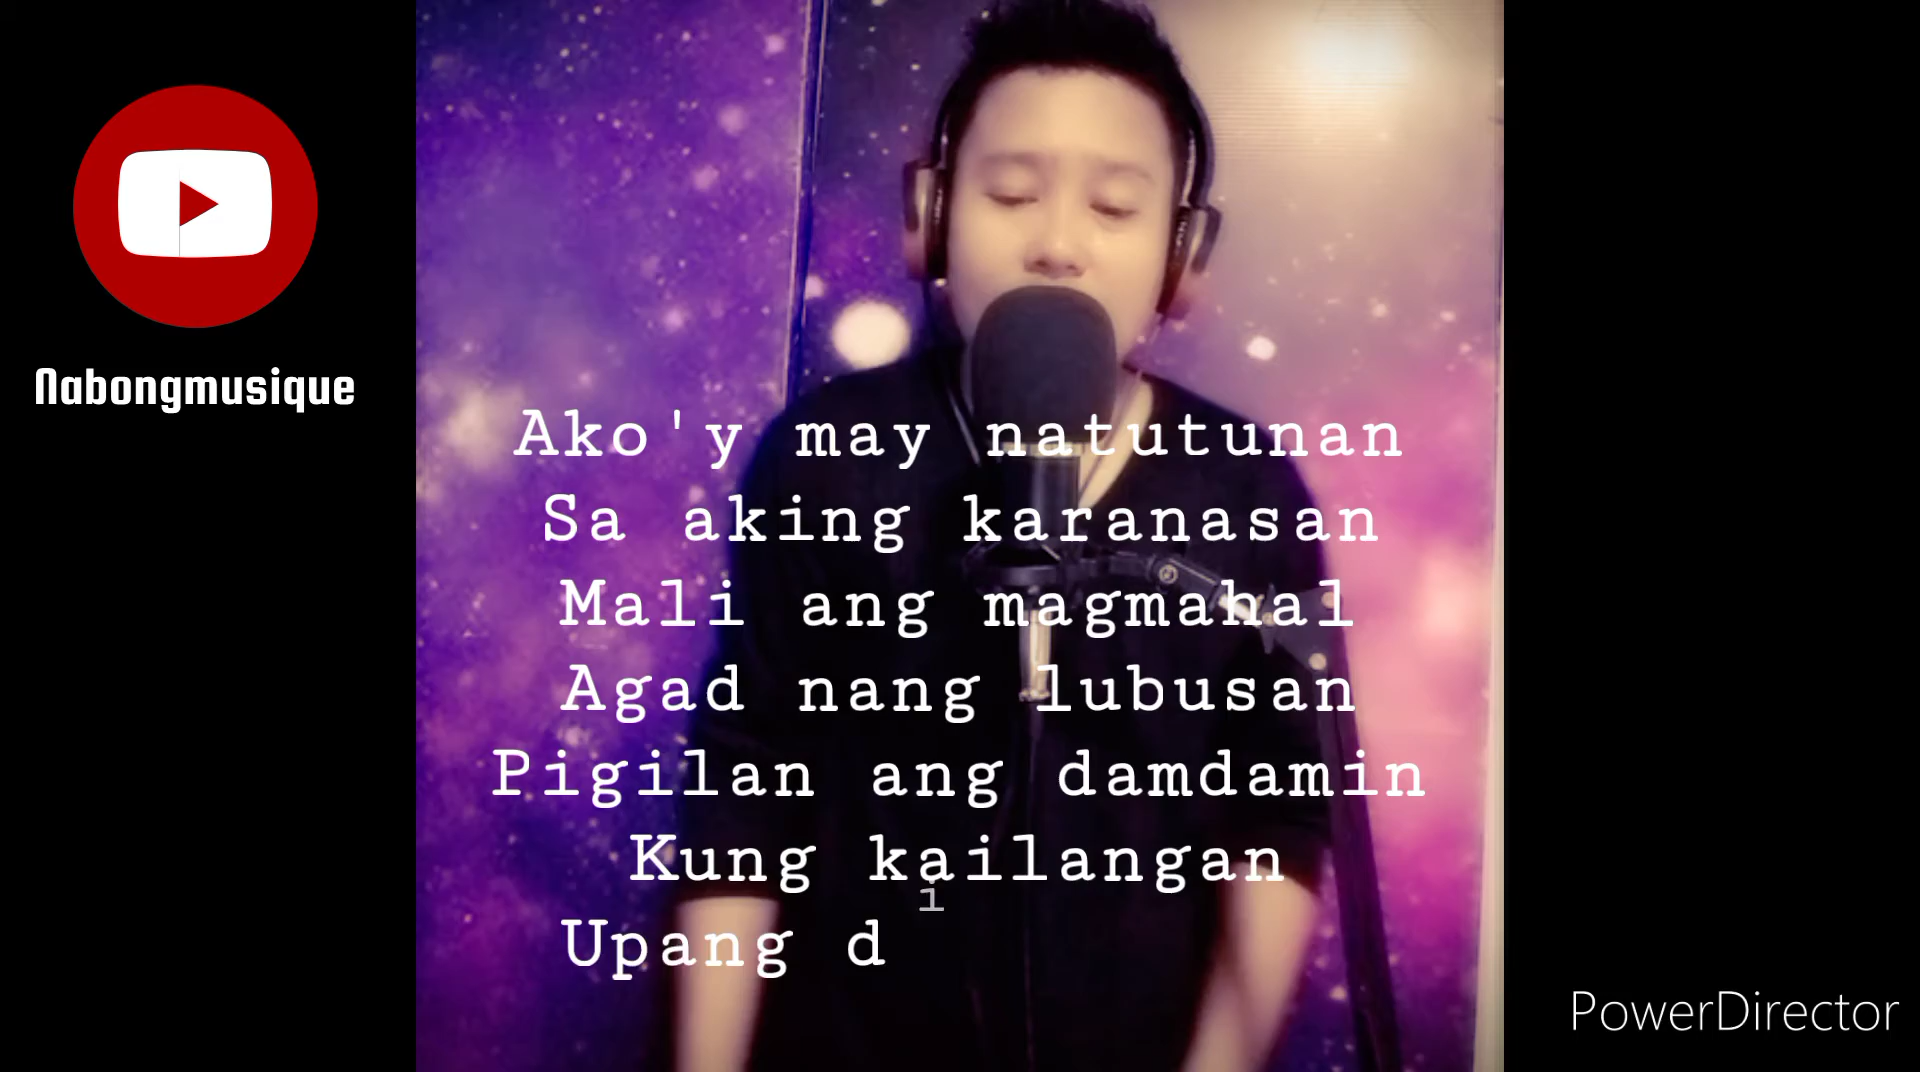 Nabongmusique
Ako'y may natutunan
Sa aking karanasan
Mali ang magmahal
Agad nang lubusan
Pigilan ang damdamin
Kung kailangan
Upang di
PowerDirector